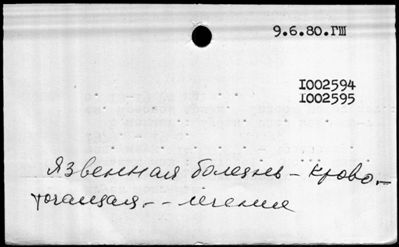 9.6.80.ГШ
I002594
I002595
Язвенная болезнь – крово-
точащая – - лечение